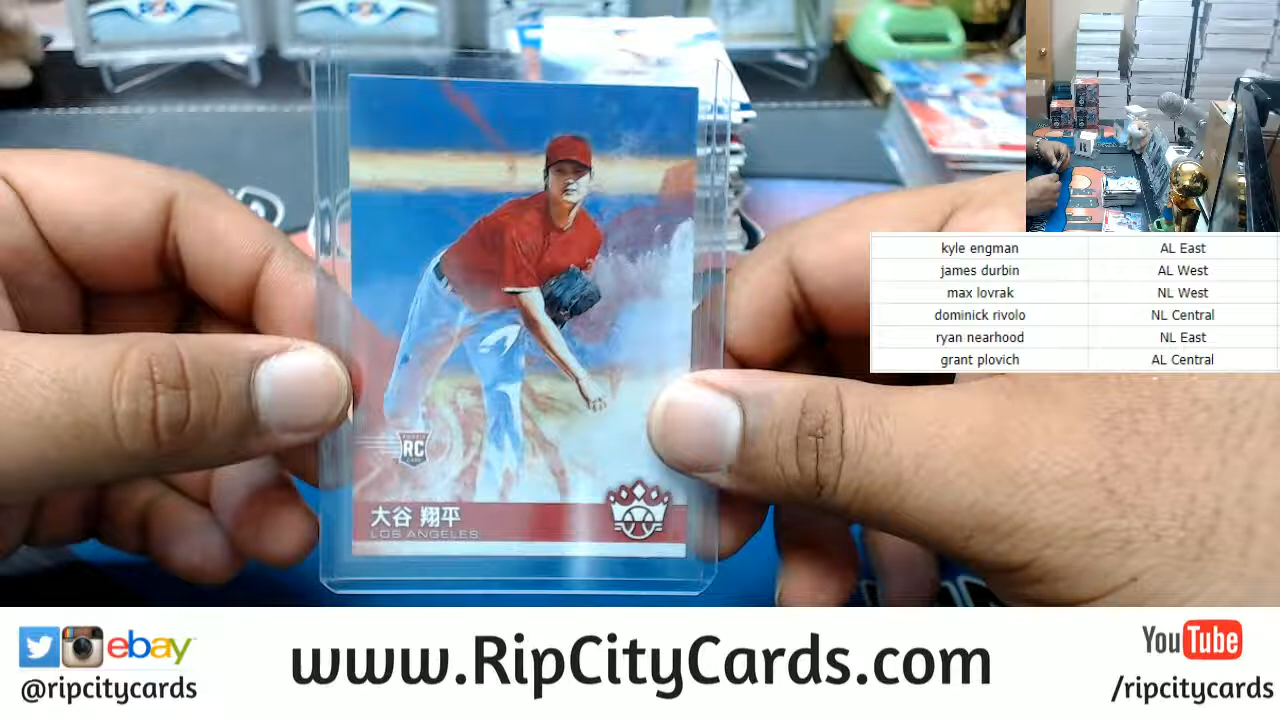 RC
大谷 翔平
LOS ANGELES
kyle engman AL East
james durbin AL West
max lovrak NL West
dominick rivolo NL Central
ryan nearhood NL East
grant plovich AL Central
ebay
@ripcitycards
www.RipCityCards.com
YouTube
/ripcitycards